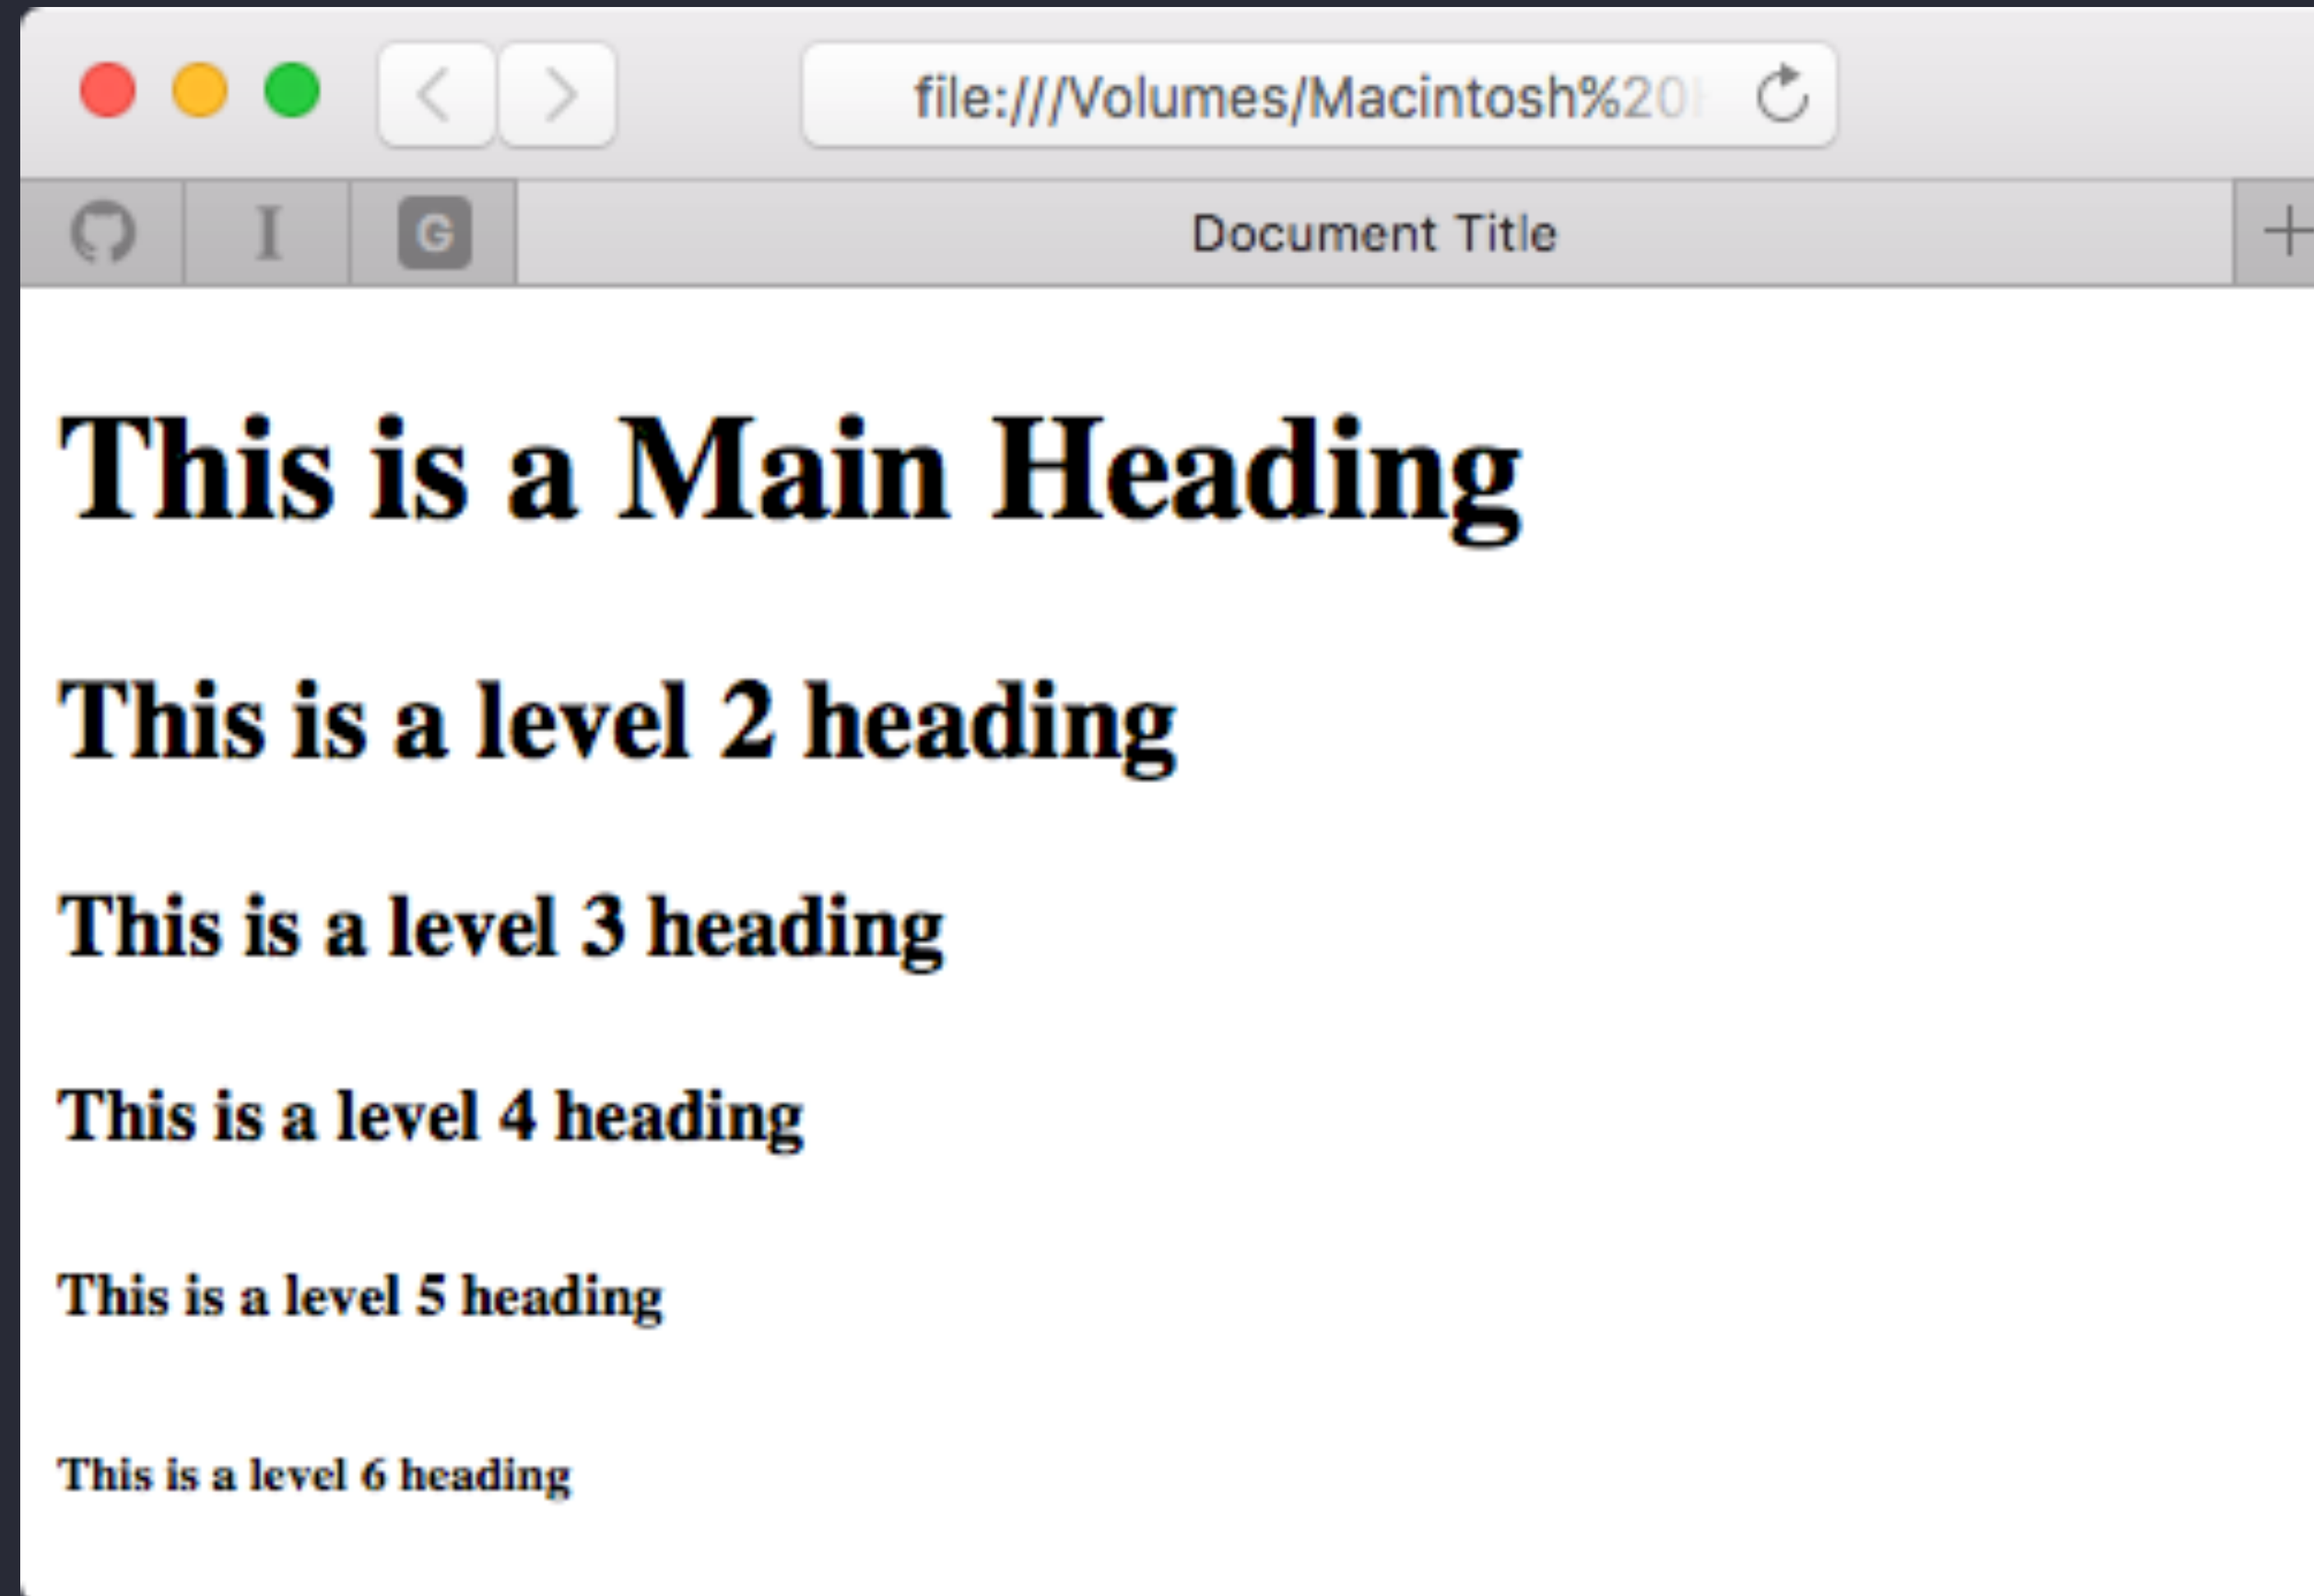 file:///Volumes/Macintosh%20
I
G
Document Title
This is a Main Heading
This is a level 2 heading
This is a level 3 heading
This is a level 4 heading
This is a level 5 heading
This is a level 6 heading